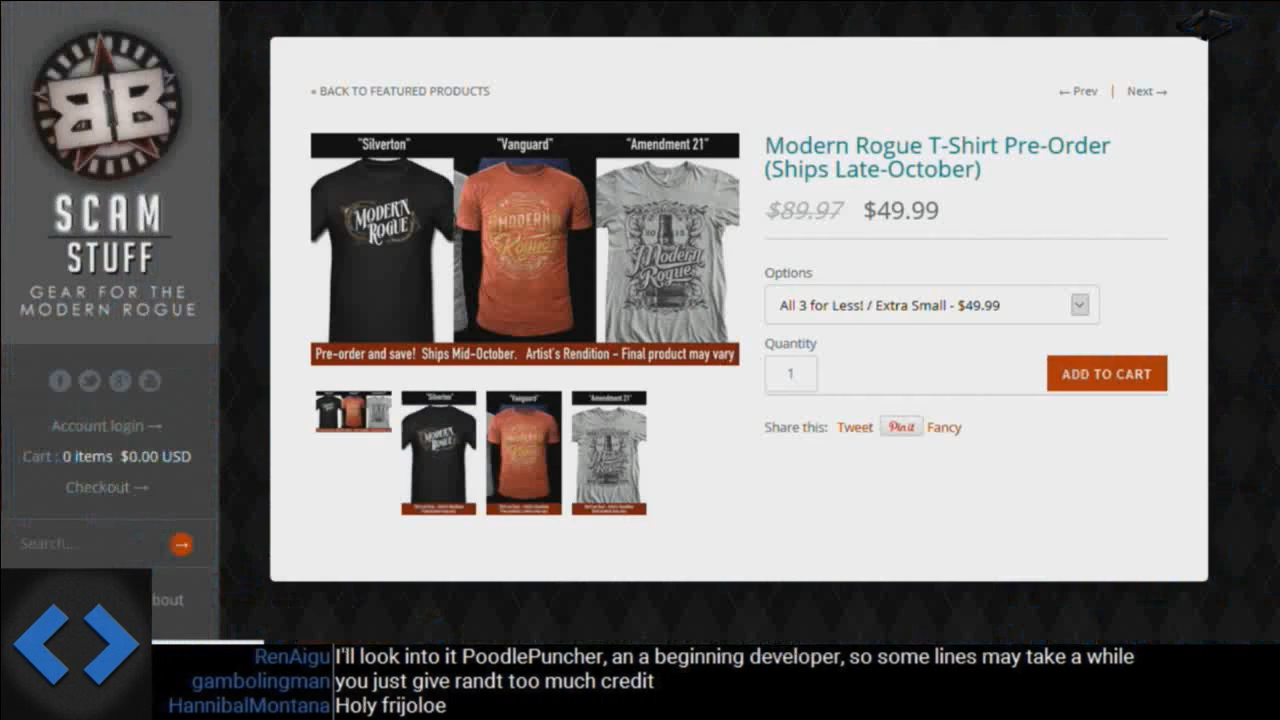 BB
SCAM
STUFF
GEAR FOR THE
MODERN ROGUE
Account login →
Cart : 0 items $0.00 USD
Checkout →
Search....
→
bout
« BACK TO FEATURED PRODUCTS
← Prev | Next →
"Silverton" "Vanguard" "Amendment 21"
MODERN
ROGUE
MODERN
Rogue
Modern
Rogue
Pre-order and save! Ships Mid-October. Artist's Rendition – Final product may vary
"Silverton" "Vanguard" "Amendment 21"
Modern Rogue T-Shirt Pre-Order
(Ships Late-October)
$89.97 $49.99
Options
All 3 for Less! / Extra Small - $49.99
Quantity
1
ADD TO CART
Share this: Tweet Pin it Fancy
RenAigu I'll look into it PoodlePuncher, an a beginning developer, so some lines may take a while
gambolingman you just give randt too much credit
HannibalMontana Holy frijoloe